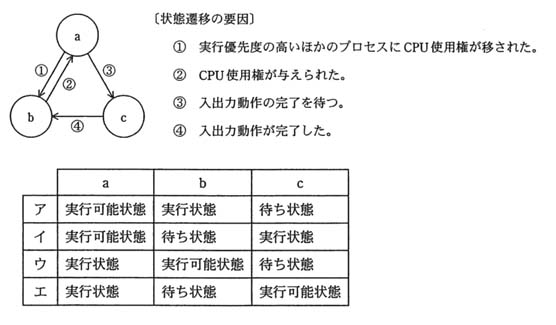 〔状態遷移の要因〕
a
① 実行優先度の高いほかのプロセスにCPU使用権が移された。
① ③
② CPU使用権が与えられた。
②
③ 入出力動作の完了を待つ。
b c
④
④ 入出力動作が完了した。
a b c
ア 実行可能状態 実行状態 待ち状態
イ 実行可能状態 待ち状態 実行状態
ウ 実行状態 実行可能状態 待ち状態
エ 実行状態 待ち状態 実行可能状態